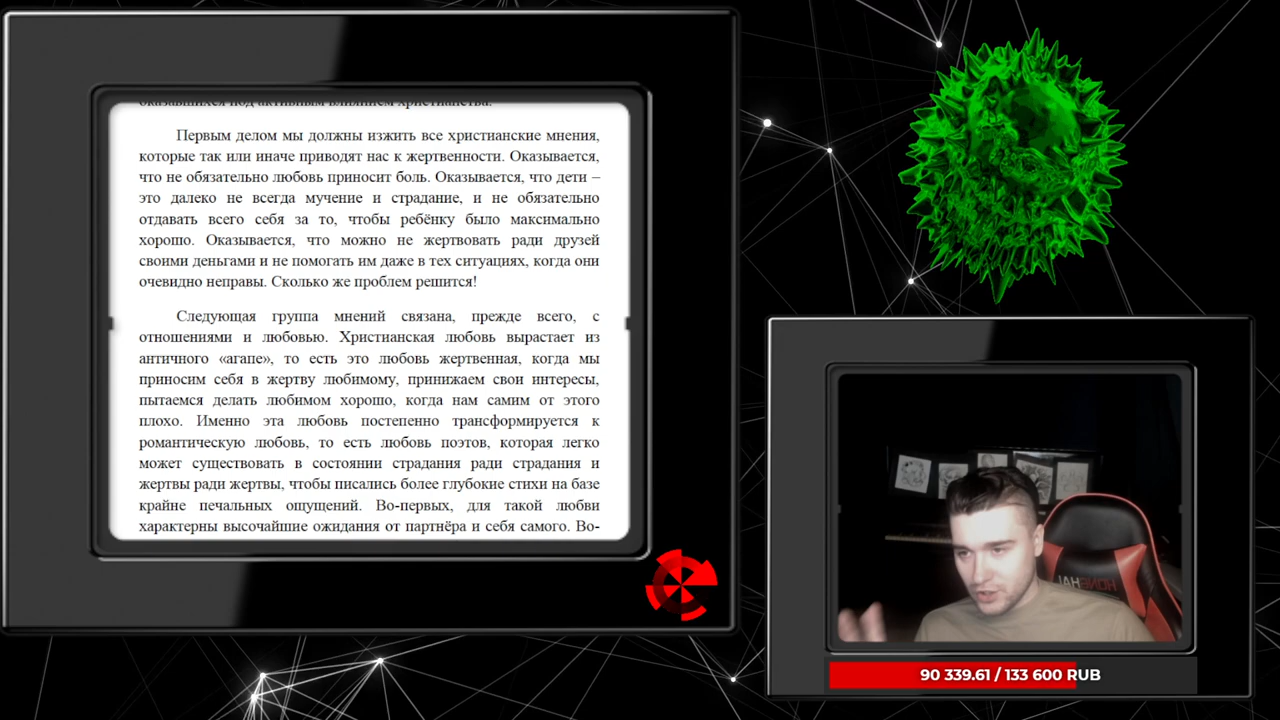 оказавшихся под активным влиянием христианства.
Первым делом мы должны изжить все христианские мнения,
которые так или иначе приводят нас к жертвенности. Оказывается,
что не обязательно любовь приносит боль. Оказывается, что дети –
это далеко не всегда мучение и страдание, и не обязательно
отдавать всего себя за то, чтобы ребёнку было максимально
хорошо. Оказывается, что можно не жертвовать ради друзей
своими деньгами и не помогать им даже в тех ситуациях, когда они
очевидно неправы. Сколько же проблем решится!
Следующая группа мнений связана, прежде всего, с
отношениями и любовью. Христианская любовь вырастает из
античного «агапе», то есть это любовь жертвенная, когда мы
приносим себя в жертву любимому, принижаем свои интересы,
пытаемся делать любимом хорошо, когда нам самим от этого
плохо. Именно эта любовь постепенно трансформируется к
романтическую любовь, то есть любовь поэтов, которая легко
может существовать в состоянии страдания ради страдания и
жертвы ради жертвы, чтобы писались более глубокие стихи на базе
крайне печальных ощущений. Во-первых, для такой любви
характерны высочайшие ожидания от партнёра и себя самого. Во-
90 339.61 / 133 600 RUB